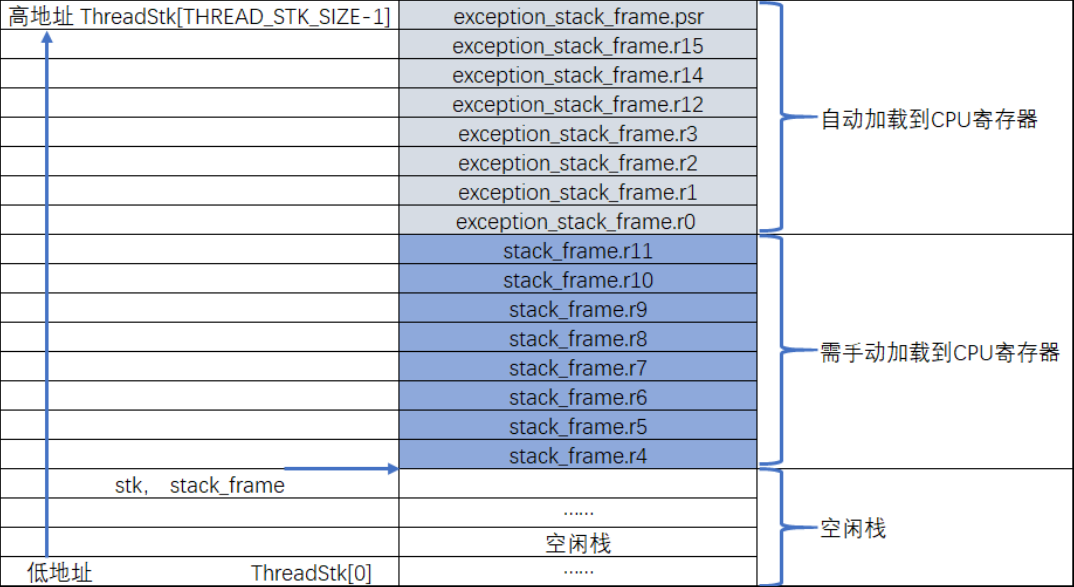 高地址 ThreadStk[THREAD_STK_SIZE-1]
exception_stack_frame.psr
exception_stack_frame.r15
exception_stack_frame.r14
exception_stack_frame.r12
exception_stack_frame.r3
exception_stack_frame.r2
exception_stack_frame.r1
exception_stack_frame.r0
自动加载到CPU寄存器
stack_frame.r11
stack_frame.r10
stack_frame.r9
stack_frame.r8
stack_frame.r7
stack_frame.r6
stack_frame.r5
stack_frame.r4
需手动加载到CPU寄存器
stk， stack_frame
......
空闲栈
......
空闲栈
低地址 ThreadStk[0]